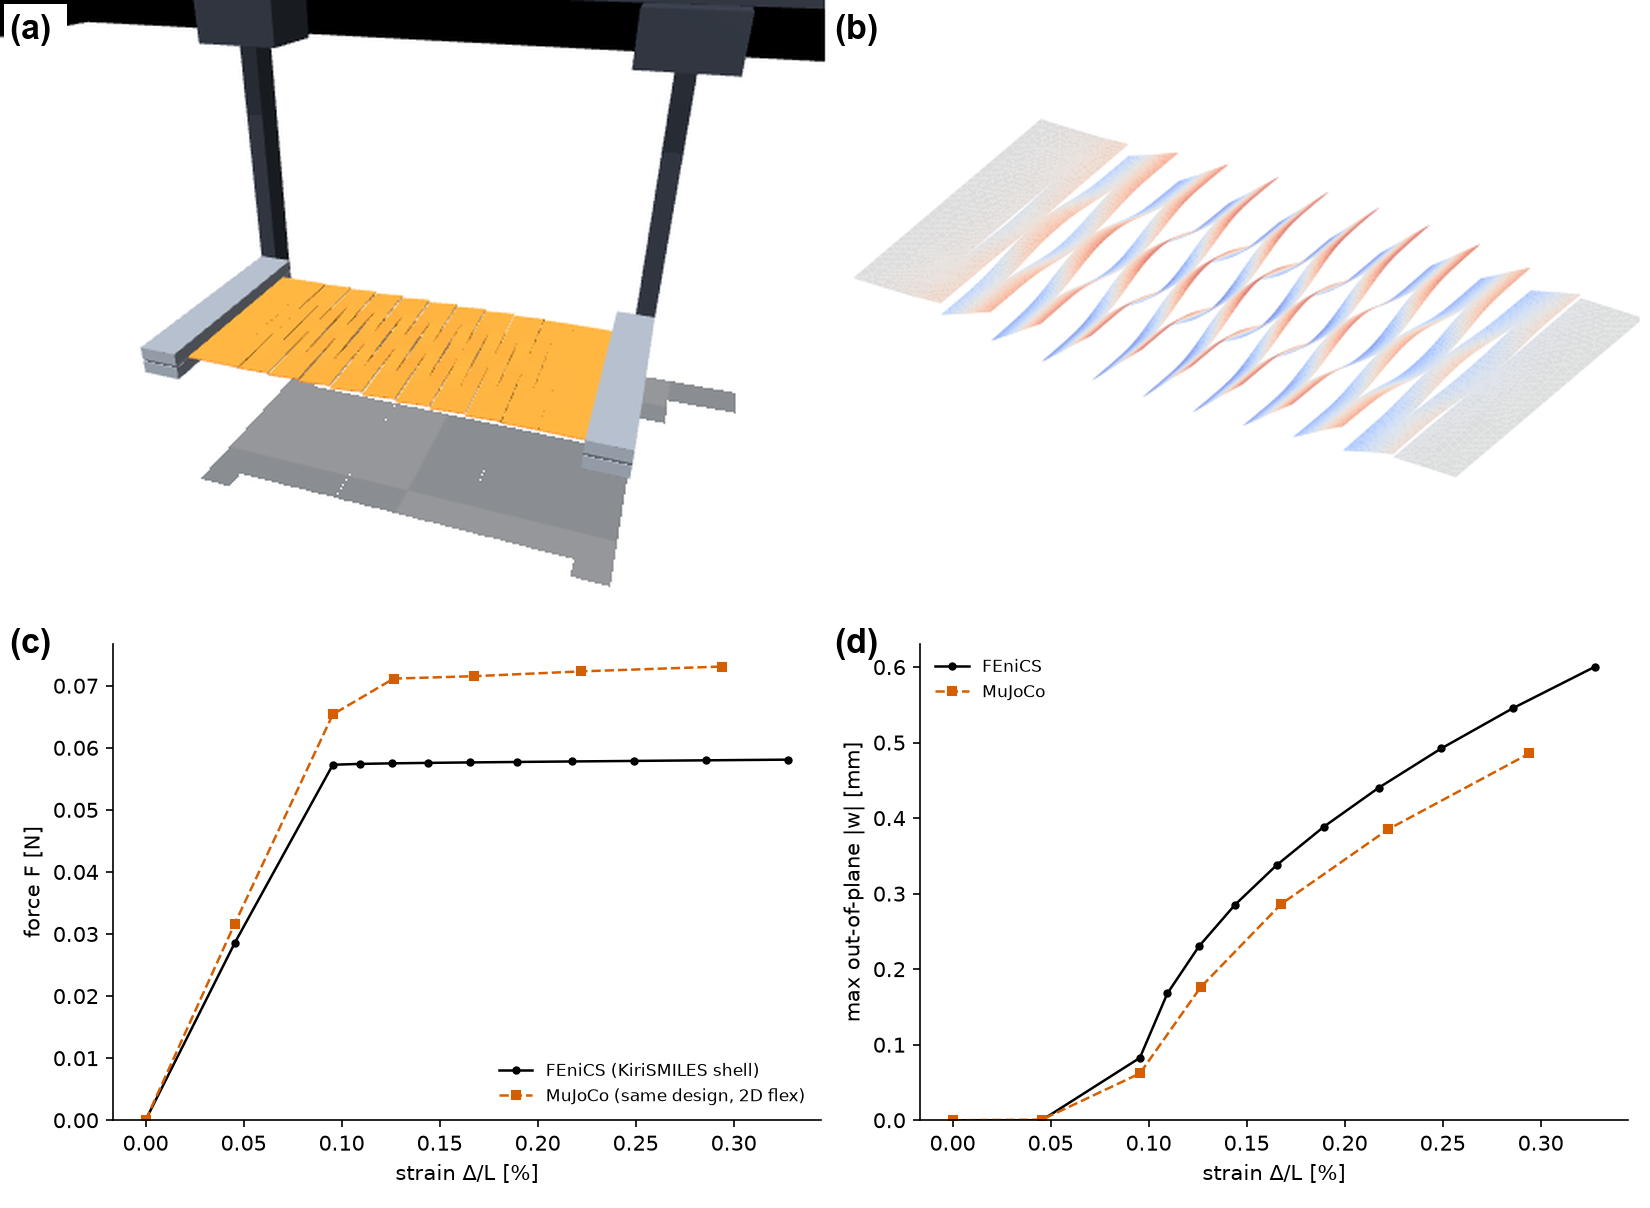 (a)
(b)
(c)
0.07
0.06
0.05
0.04
0.03
0.02
0.01
0.00
force F [N]
FEniCS (KiriSMILES shell)
MuJoCo (same design, 2D flex)
0.00 0.05 0.10 0.15 0.20 0.25 0.30
strain Δ/L [%]
(d)
0.6
0.5
0.4
0.3
0.2
0.1
0.0
max out-of-plane |w| [mm]
FEniCS
MuJoCo
0.00 0.05 0.10 0.15 0.20 0.25 0.30
strain Δ/L [%]